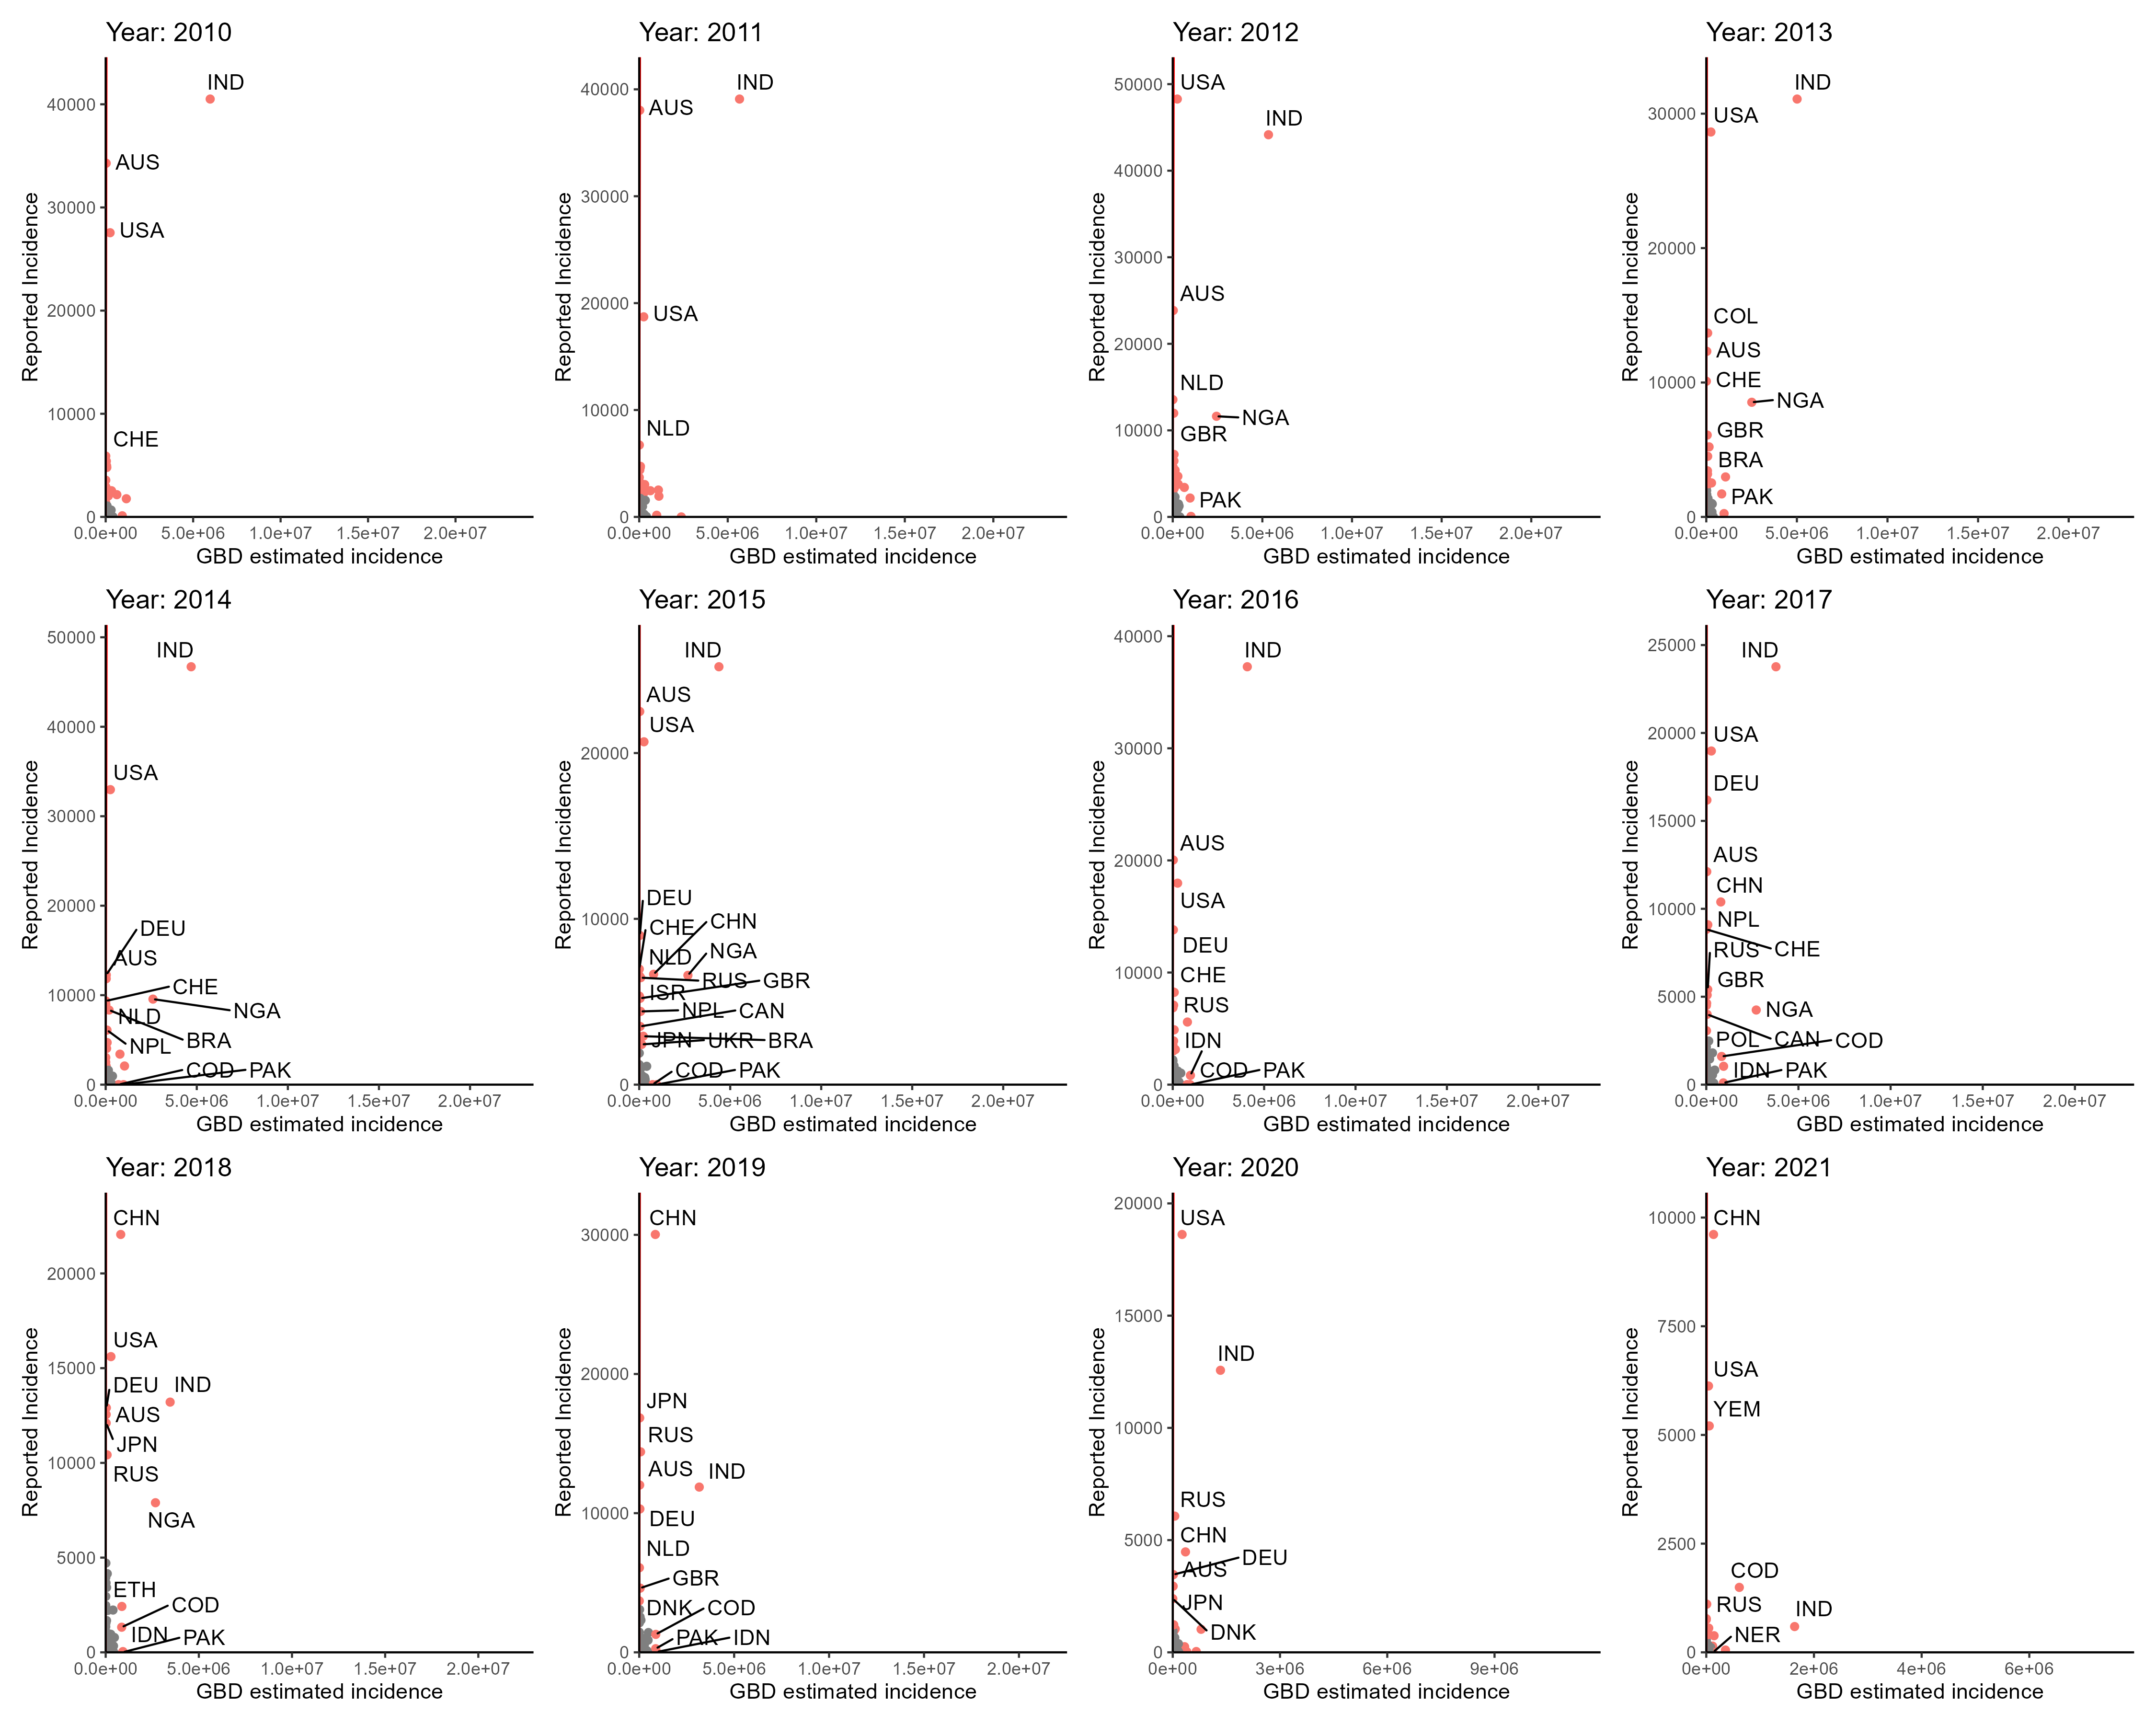 Year: 2010
Reported Incidence
40000
30000
20000
10000
0
IND
AUS
USA
CHE
0.0e+00 5.0e+06 1.0e+07 1.5e+07 2.0e+07
GBD estimated incidence
Year: 2011
Reported Incidence
40000
30000
20000
10000
0
IND
AUS
USA
NLD
0.0e+00 5.0e+06 1.0e+07 1.5e+07 2.0e+07
GBD estimated incidence
Year: 2012
Reported Incidence
50000
40000
30000
20000
10000
0
USA
IND
AUS
NLD
NGA
GBR
PAK
0.0e+00 5.0e+06 1.0e+07 1.5e+07 2.0e+07
GBD estimated incidence
Year: 2013
Reported Incidence
30000
20000
10000
0
IND
USA
COL
AUS
CHE
NGA
GBR
BRA
PAK
0.0e+00 5.0e+06 1.0e+07 1.5e+07 2.0e+07
GBD estimated incidence
Year: 2014
Reported Incidence
50000
40000
30000
20000
10000
0
IND
USA
DEU
AUS
CHE
NGA
NLD
BRA
NPL
COD PAK
0.0e+00 5.0e+06 1.0e+07 1.5e+07 2.0e+07
GBD estimated incidence
Year: 2015
Reported Incidence
20000
10000
0
IND
AUS
USA
DEU
CHN
CHE
NGA
NLD
RUS GBR
ISR
NPL CAN
JPN UKR BRA
COD PAK
0.0e+00 5.0e+06 1.0e+07 1.5e+07 2.0e+07
GBD estimated incidence
Year: 2016
Reported Incidence
40000
30000
20000
10000
0
IND
AUS
USA
DEU
CHE
RUS
IDN
COD PAK
0.0e+00 5.0e+06 1.0e+07 1.5e+07 2.0e+07
GBD estimated incidence
Year: 2017
Reported Incidence
25000
20000
15000
10000
5000
0
IND
USA
DEU
AUS
CHN
NPL
RUS CHE
GBR
NGA
POL CAN COD
IDN PAK
0.0e+00 5.0e+06 1.0e+07 1.5e+07 2.0e+07
GBD estimated incidence
Year: 2018
Reported Incidence
20000
15000
10000
5000
0
CHN
USA
DEU IND
AUS
JPN
RUS
NGA
ETH
COD
IDN PAK
0.0e+00 5.0e+06 1.0e+07 1.5e+07 2.0e+07
GBD estimated incidence
Year: 2019
Reported Incidence
30000
20000
10000
0
CHN
JPN
RUS
AUS IND
DEU
NLD
GBR
DNK COD
PAK IDN
0.0e+00 5.0e+06 1.0e+07 1.5e+07 2.0e+07
GBD estimated incidence
Year: 2020
Reported Incidence
20000
15000
10000
5000
0
USA
IND
RUS
CHN
DEU
AUS
JPN
DNK
0e+00 3e+06 6e+06 9e+06
GBD estimated incidence
Year: 2021
Reported Incidence
10000
7500
5000
2500
0
CHN
USA
YEM
COD
RUS IND
NER
0e+00 2e+06 4e+06 6e+06
GBD estimated incidence